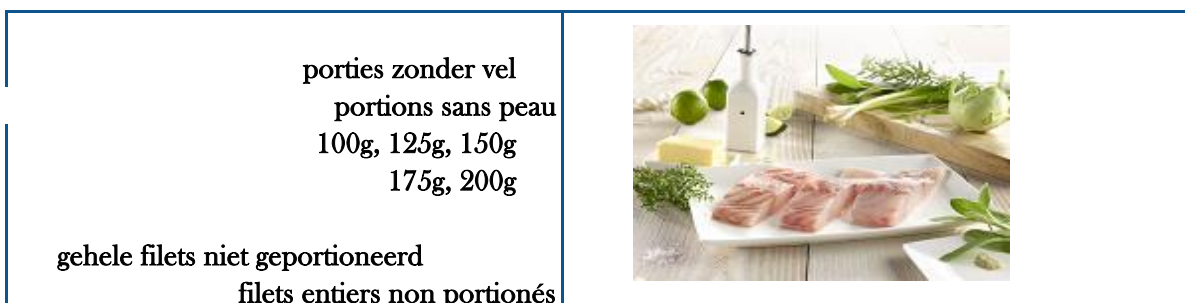 porties zonder vel
portions sans peau
100g, 125g, 150g
175g, 200g
gehele filets niet geportioneerd
filets entiers non portionés